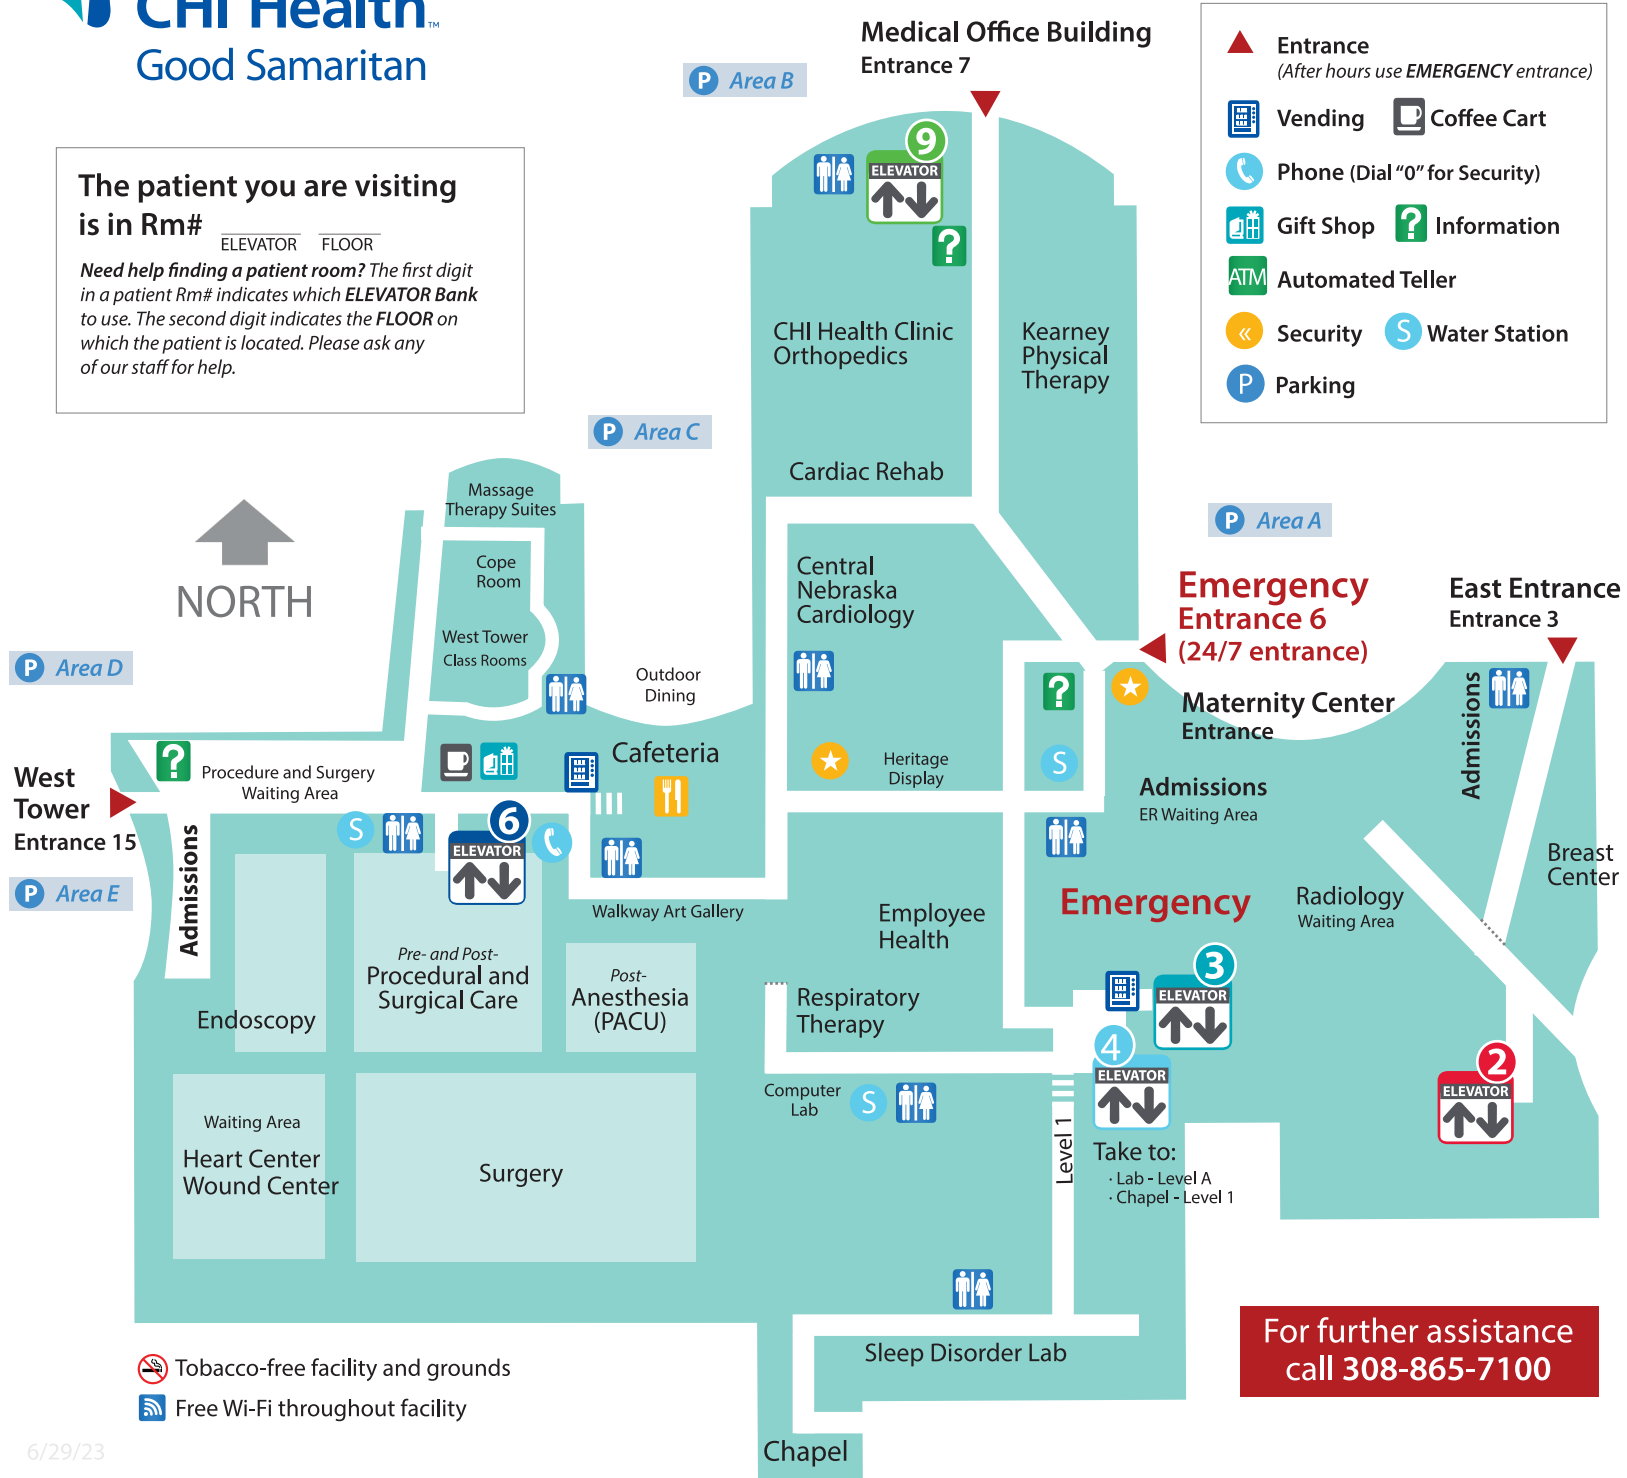 CHI Health™
Good Samaritan
The patient you are visiting
is in Rm#
ELEVATOR FLOOR
Need help finding a patient room? The first digit
in a patient Rm# indicates which ELEVATOR Bank
to use. The second digit indicates the FLOOR on
which the patient is located. Please ask any
of our staff for help.
Medical Office Building
Entrance 7
P Area B
Entrance
(After hours use EMERGENCY entrance)
Vending
Coffee Cart
Phone (Dial "0" for Security)
Gift Shop
? Information
ATM Automated Teller
« Security
S Water Station
P Parking
9
ELEVATOR
?
CHI Health Clinic
Orthopedics
Kearney
Physical
Therapy
Cardiac Rehab
P Area C
P Area A
NORTH
Massage
Therapy Suites
Cope
Room
West Tower
Class Rooms
Outdoor
Dining
Central
Nebraska
Cardiology
Emergency
Entrance 6
(24/7 entrance)
East Entrance
Entrance 3
P Area D
?
Maternity Center
Entrance
Admissions
West
Tower
Entrance 15
?
Procedure and Surgery
Waiting Area
Cafeteria
Heritage
Display
S
Admissions
ER Waiting Area
S
6
ELEVATOR
P Area E
Admissions
Walkway Art Gallery
Employee
Health
Emergency
Radiology
Waiting Area
Breast
Center
Pre- and Post-
Procedural and
Surgical Care
Post-
Anesthesia
(PACU)
Endoscopy
Respiratory
Therapy
3
ELEVATOR
4
ELEVATOR
2
ELEVATOR
Computer
Lab
S
Level 1
Take to:
· Lab - Level A
· Chapel - Level 1
Waiting Area
Heart Center
Wound Center
Surgery
Sleep Disorder Lab
Chapel
For further assistance
call 308-865-7100
Tobacco-free facility and grounds
Free Wi-Fi throughout facility
6/29/23